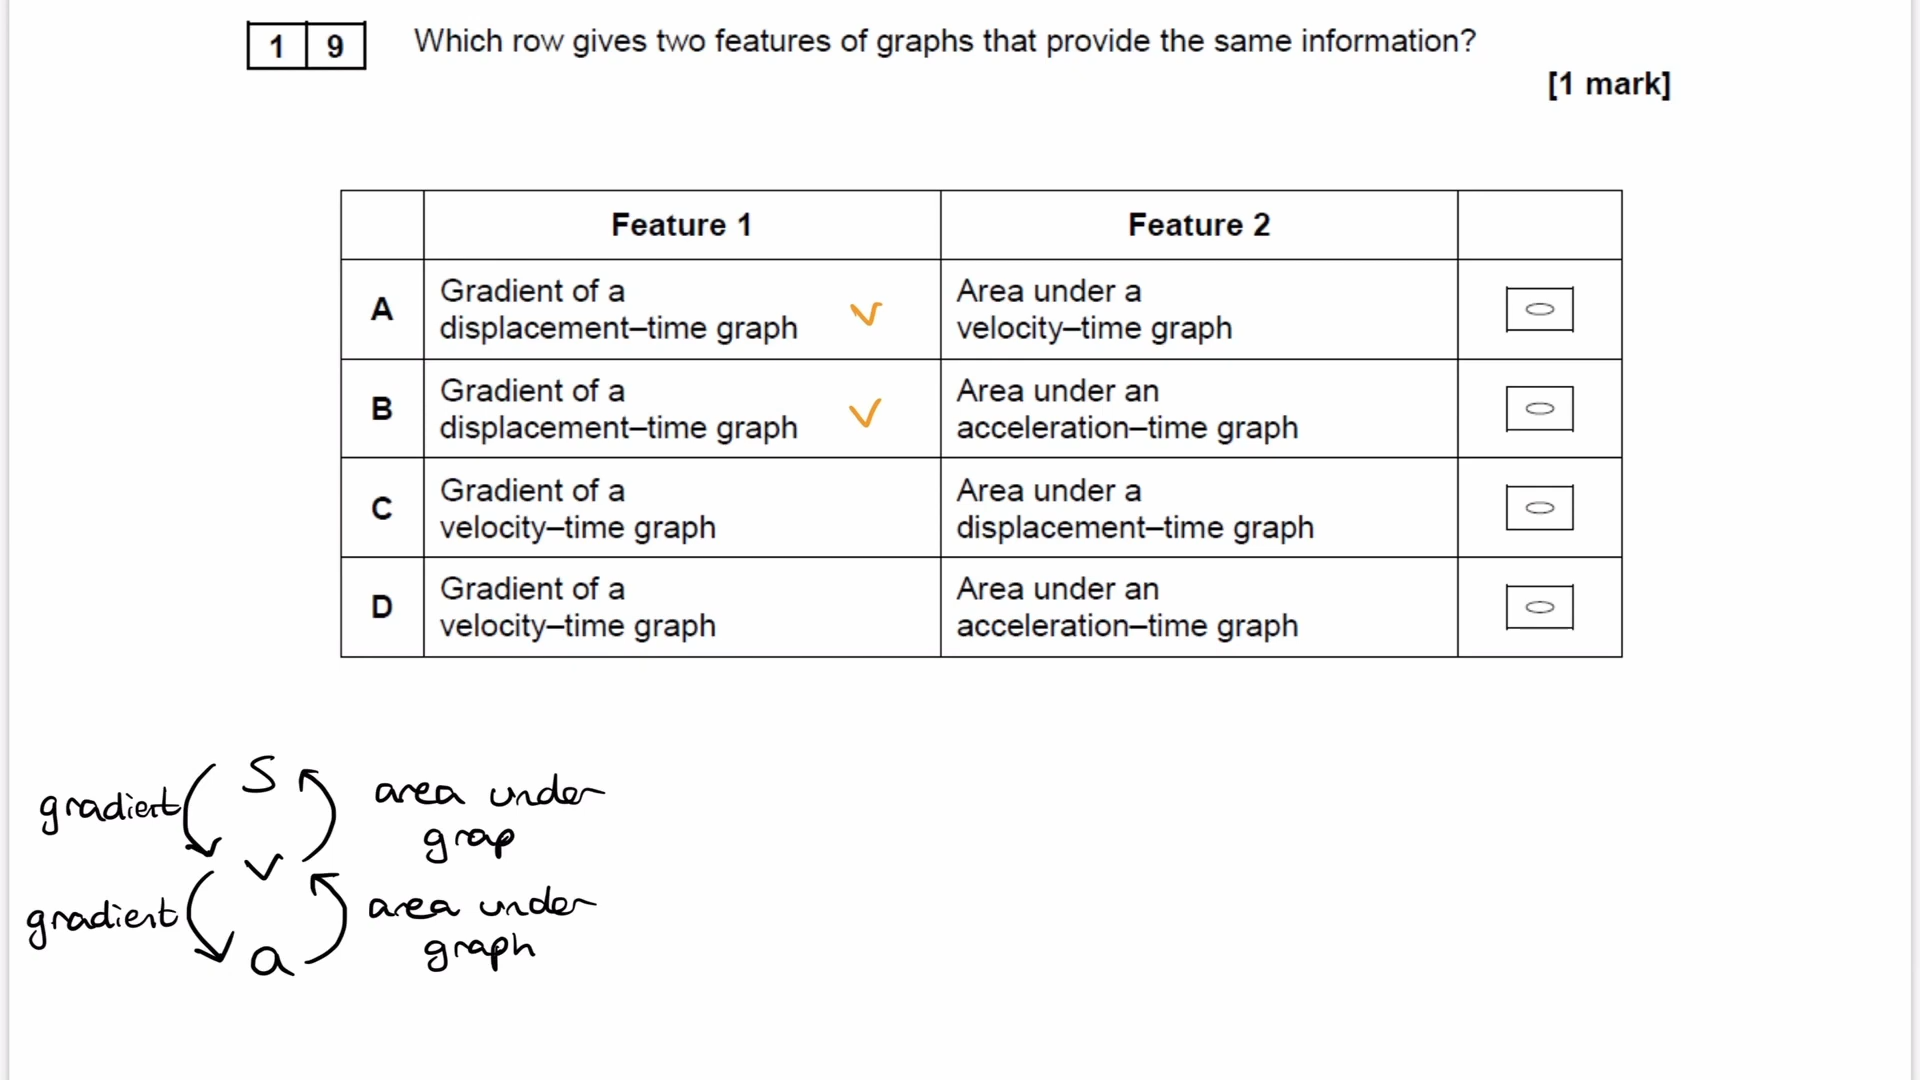 1 9 Which row gives two features of graphs that provide the same information?
[1 mark]
Feature 1 Feature 2
A Gradient of a displacement–time graph v Area under a velocity–time graph
B Gradient of a displacement–time graph v Area under an acceleration–time graph
C Gradient of a velocity–time graph Area under a displacement–time graph
D Gradient of a velocity–time graph Area under an acceleration–time graph
gradient s area under
grap
v
gradient area under
a graph